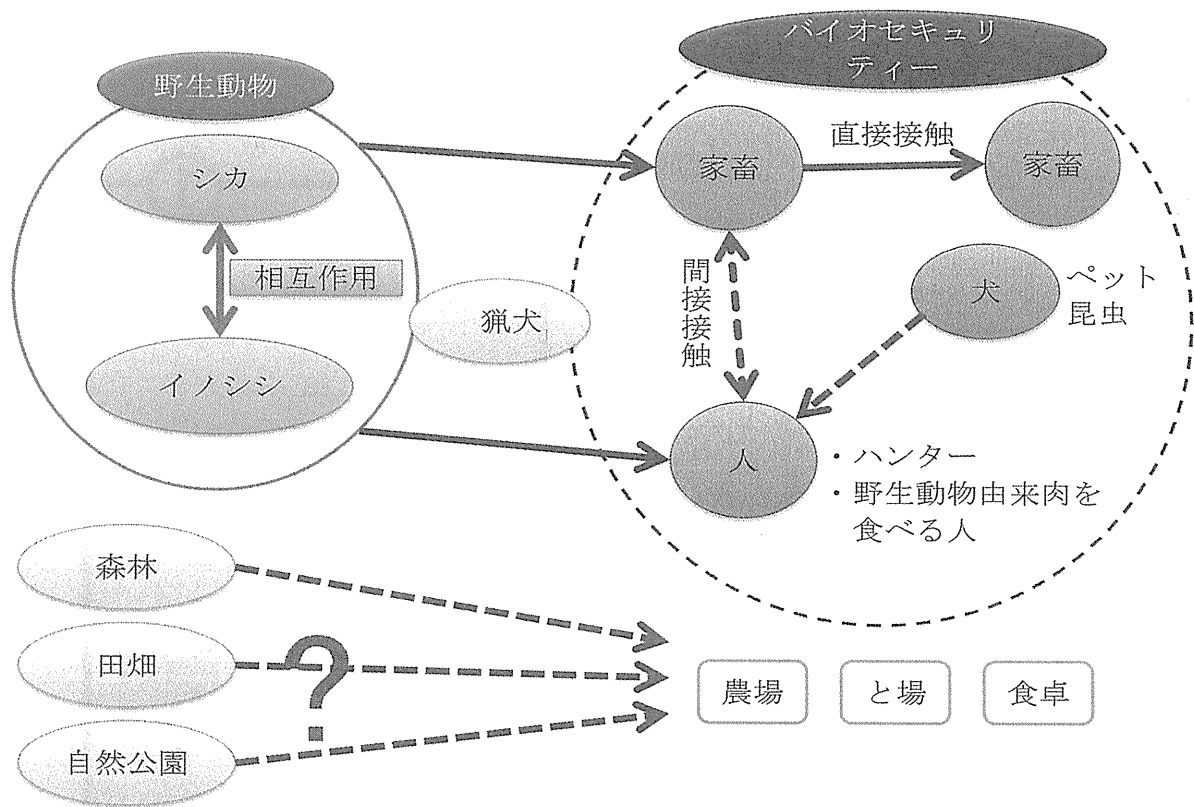 野生動物
シカ
相互作用
イノシシ
猟犬
バイオセキュリ
ティー
家畜
直接接触
家畜
間接接触
犬
ペット
昆虫
人
・ハンター
・野生動物由来肉を
食べる人
森林
田畑
自然公園
?
農場
と場
食卓